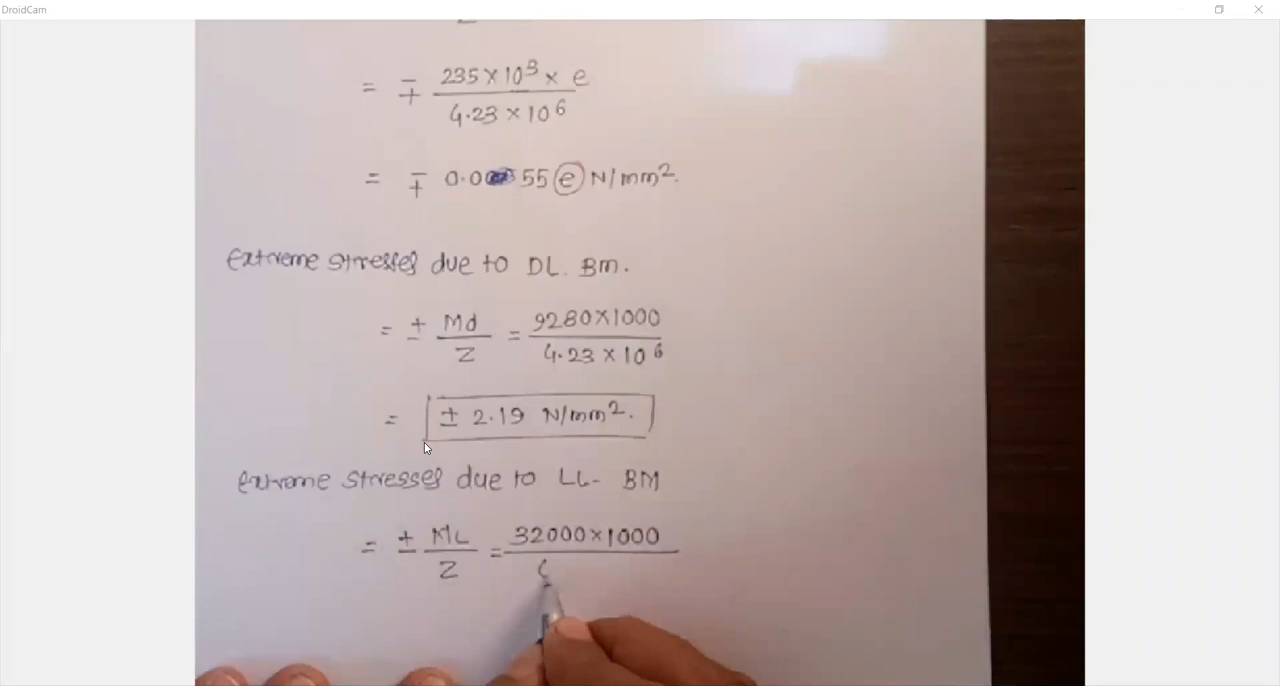 DroidCam
= ∓ 235×10³ × e / 4.23 × 10⁶
= ∓ 0.0 55 e N/mm².
Extreme stresses due to DL. BM.
= ± Md / Z = 9280×1000 / 4.23 × 10⁶
= ± 2.19 N/mm².
Extreme stresses due to LL- BM
= ± ML / Z = 32000×1000